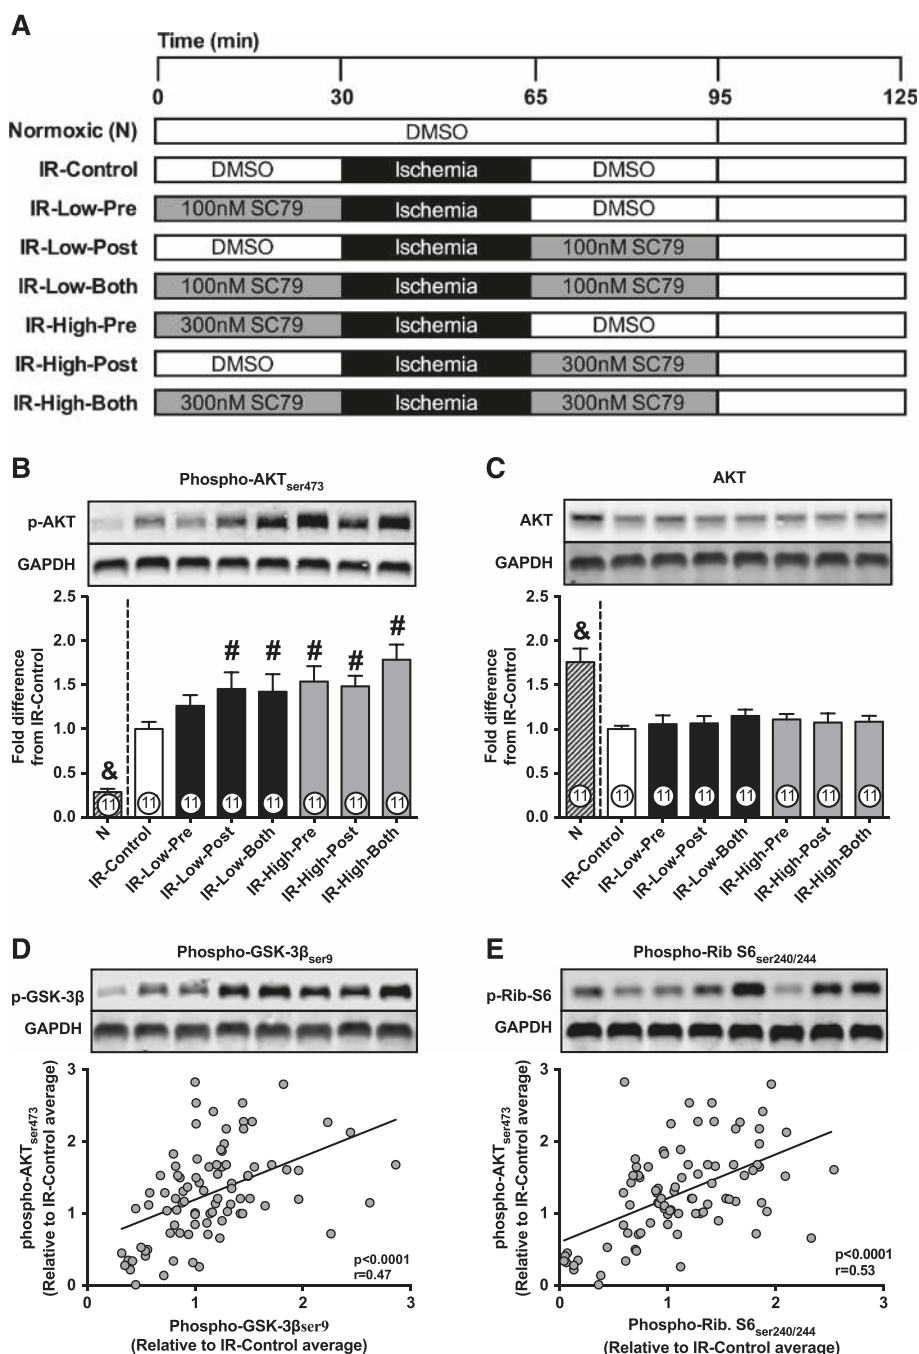 A
Time (min)
0 30 65 95 125
Normoxic (N) DMSO
IR-Control DMSO Ischemia DMSO
IR-Low-Pre 100nM SC79 Ischemia DMSO
IR-Low-Post DMSO Ischemia 100nM SC79
IR-Low-Both 100nM SC79 Ischemia 100nM SC79
IR-High-Pre 300nM SC79 Ischemia DMSO
IR-High-Post DMSO Ischemia 300nM SC79
IR-High-Both 300nM SC79 Ischemia 300nM SC79
B
Phospho-AKTser473
p-AKT
GAPDH
Fold difference
from IR-Control
2.5
2.0
1.5
1.0
0.5
0.0
& # # # # #
11 11 11 11 11 11 11 11
N
IR-Control
IR-Low-Pre
IR-Low-Post
IR-Low-Both
IR-High-Pre
IR-High-Post
IR-High-Both
C
AKT
AKT
GAPDH
Fold difference
from IR-Control
2.5
2.0
1.5
1.0
0.5
0.0
&
11 11 11 11 11 11 11 11
N
IR-Control
IR-Low-Pre
IR-Low-Post
IR-Low-Both
IR-High-Pre
IR-High-Post
IR-High-Both
D
Phospho-GSK-3βser9
p-GSK-3β
GAPDH
phospho-AKTser473
(Relative to IR-Control average)
3
2
1
0
p<0.0001
r=0.47
0 1 2 3
Phospho-GSK-3βser9
(Relative to IR-Control average)
E
Phospho-Rib S6ser240/244
p-Rib-S6
GAPDH
phospho-AKTser473
(Relative to IR-Control average)
3
2
1
0
p<0.0001
r=0.53
0 1 2 3
Phospho-Rib. S6ser240/244
(Relative to IR-Control average)